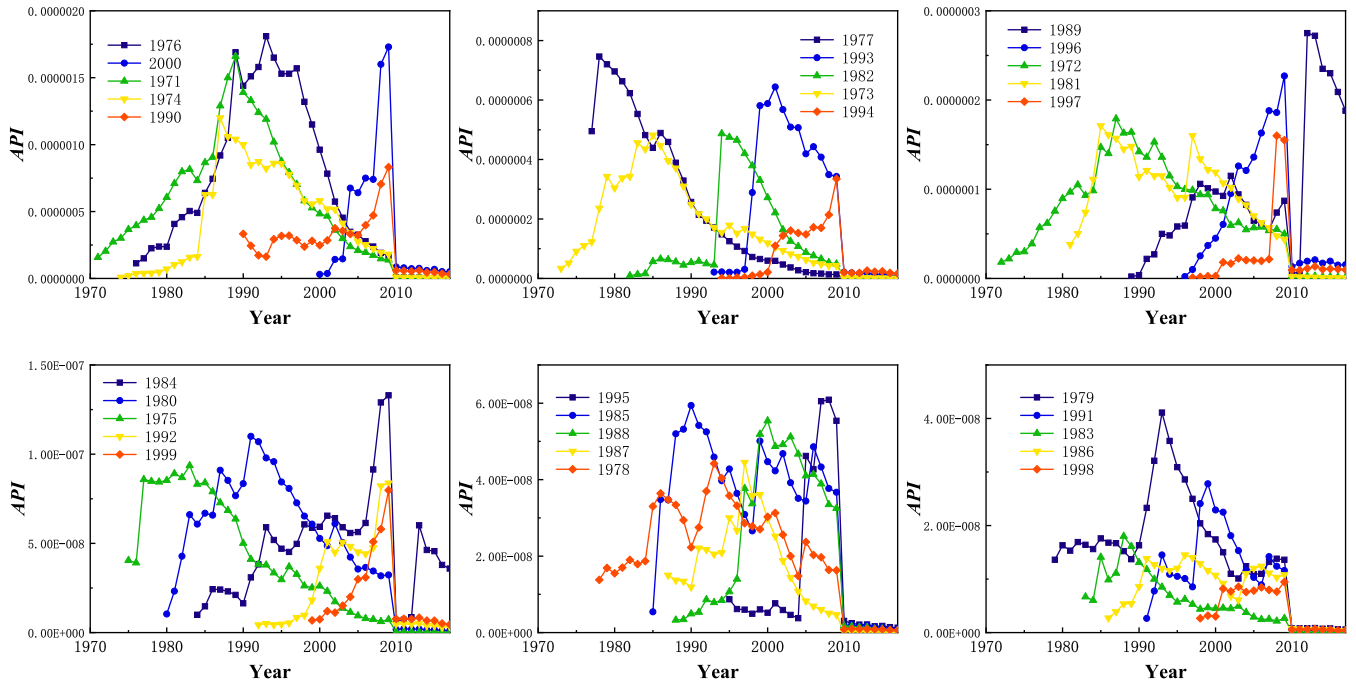 0.0000020
0.0000015
0.0000010
0.0000005
0.0000000
API
1976
2000
1971
1974
1990
1970 1980 1990 2000 2010
Year
0.0000008
0.0000006
0.0000004
0.0000002
0.0000000
API
1977
1993
1982
1973
1994
1970 1980 1990 2000 2010
Year
0.0000003
0.0000002
0.0000001
0.0000000
API
1989
1996
1972
1981
1997
1970 1980 1990 2000 2010
Year
1.50E-007
1.00E-007
5.00E-008
0.00E+000
API
1984
1980
1975
1992
1999
1970 1980 1990 2000 2010
Year
6.00E-008
4.00E-008
2.00E-008
0.00E+000
API
1995
1985
1988
1987
1978
1970 1980 1990 2000 2010
Year
4.00E-008
2.00E-008
0.00E+000
API
1979
1991
1983
1986
1998
1970 1980 1990 2000 2010
Year